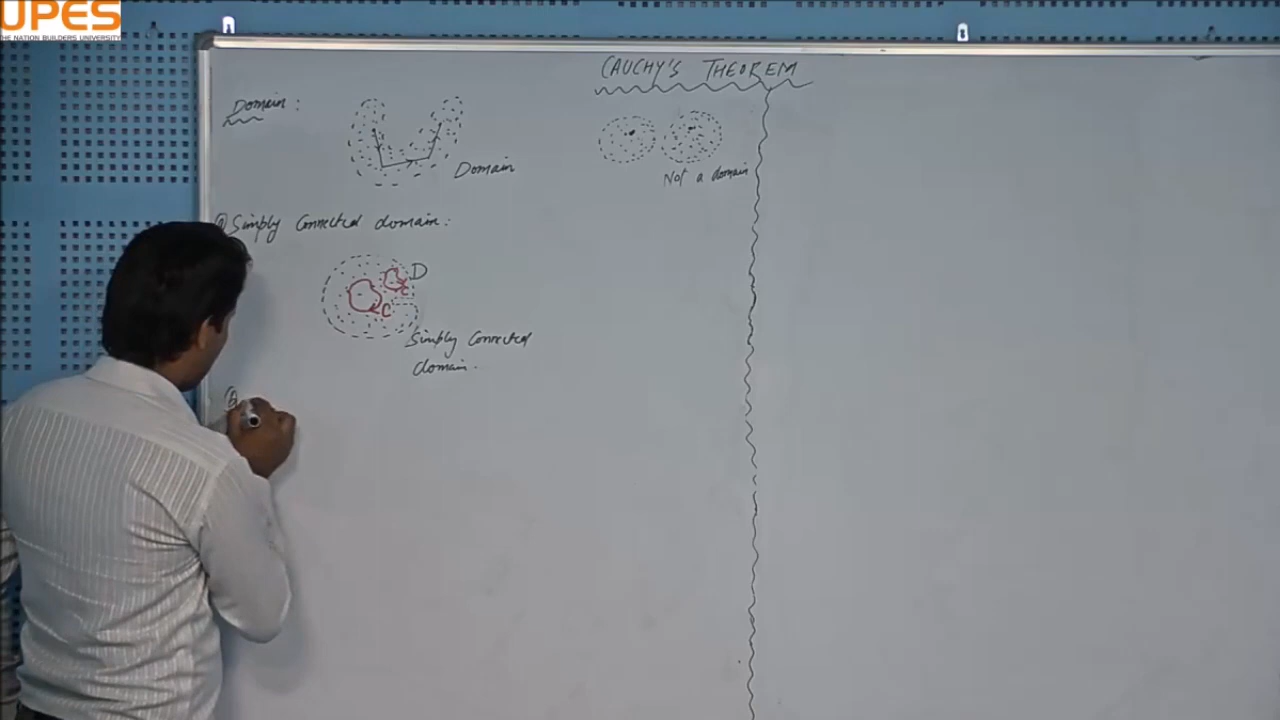 UPES
THE NATION BUILDERS UNIVERSITY
CAUCHY'S THEOREM
Domain:
Domain
Not a domain
Simply Connected domain:
D
C
C
Simply Connected
domain.